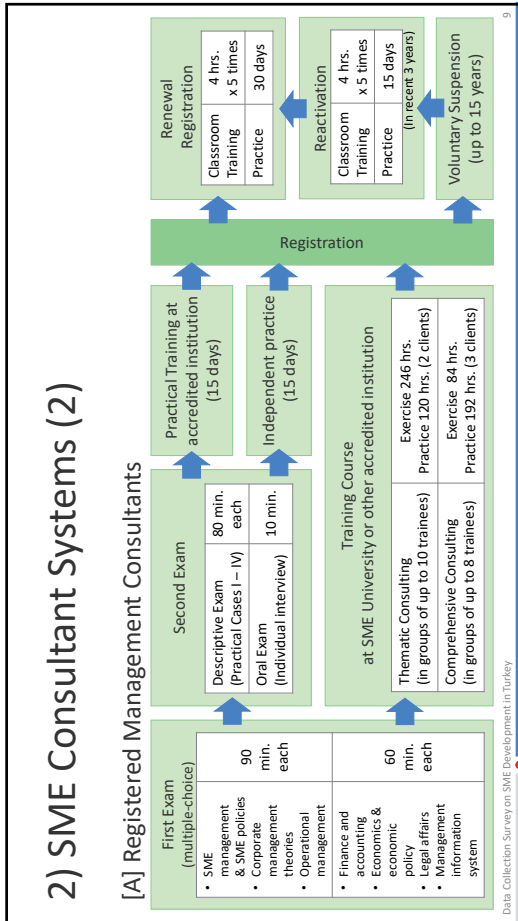 2) SME Consultant Systems (2)
[A] Registered Management Consultants
First Exam
(multiple-choice)
• SME
management
& SME policies
• Corporate
management
theories
• Operational
management
90
min.
each
• Finance and
accounting
• Economics &
economic
policy
• Legal affairs
• Management
information
system
60
min.
each
Second Exam
Descriptive Exam
(Practical Cases I – IV)
80 min.
each
Oral Exam
(Individual interview)
10 min.
Practical Training at
accredited institution
(15 days)
Independent practice
(15 days)
Training Course
at SME University or other accredited institution
Thematic Consulting
(in groups of up to 10 trainees)
Exercise 246 hrs.
Practice 120 hrs. (2 clients)
Comprehensive Consulting
(in groups of up to 8 trainees)
Exercise 84 hrs.
Practice 192 hrs. (3 clients)
Registration
Renewal
Registration
Classroom
Training
4 hrs.
x 5 times
Practice
30 days
Reactivation
Classroom
Training
4 hrs.
x 5 times
Practice
15 days
(In recent 3 years)
Voluntary Suspension
(up to 15 years)
Data Collection Survey on SME Development in Turkey
9